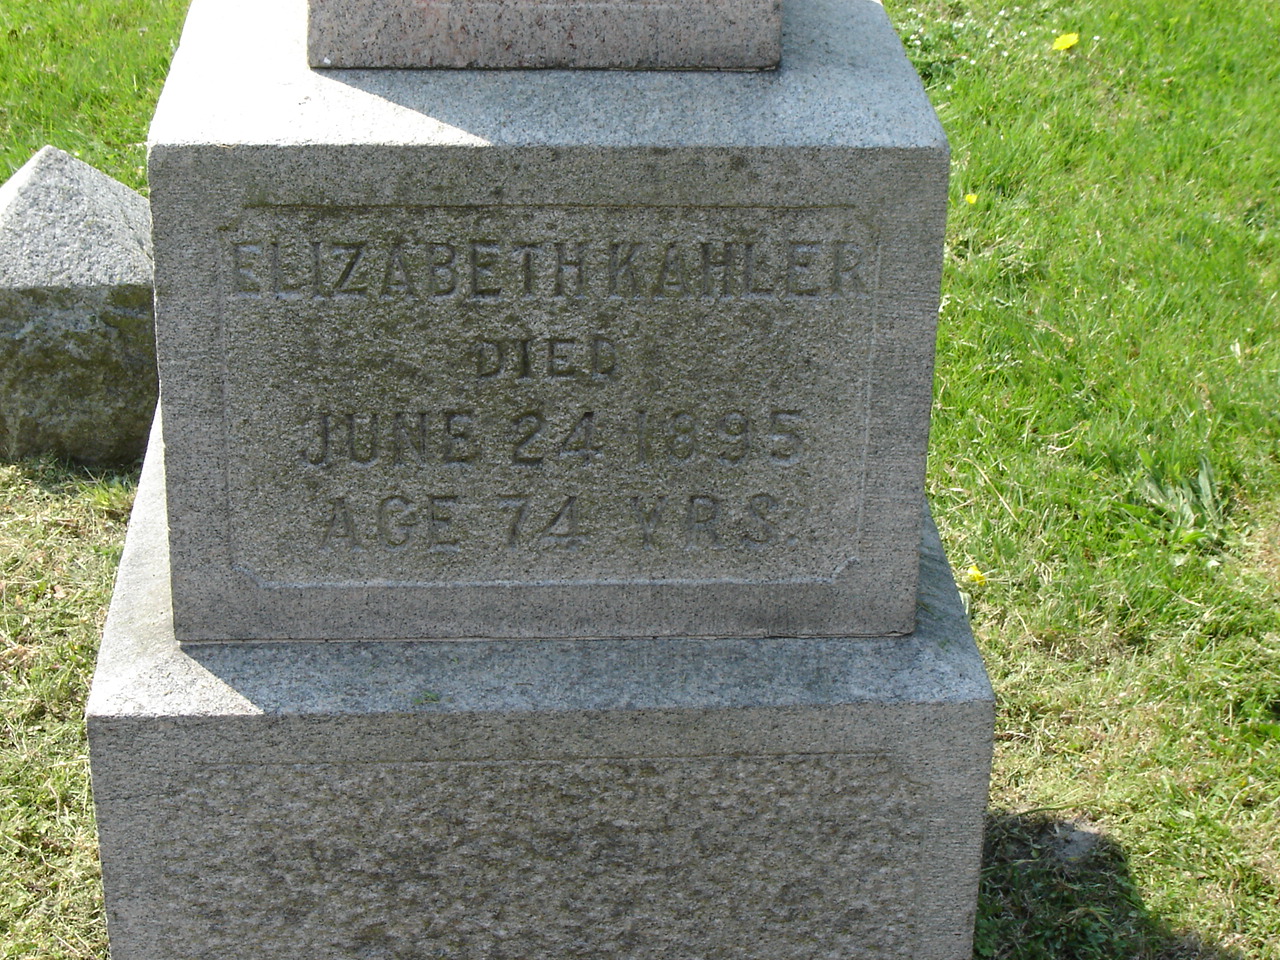 ELIZABETH KAHLER
DIED
JUNE 24 1895
AGE 74 YRS.